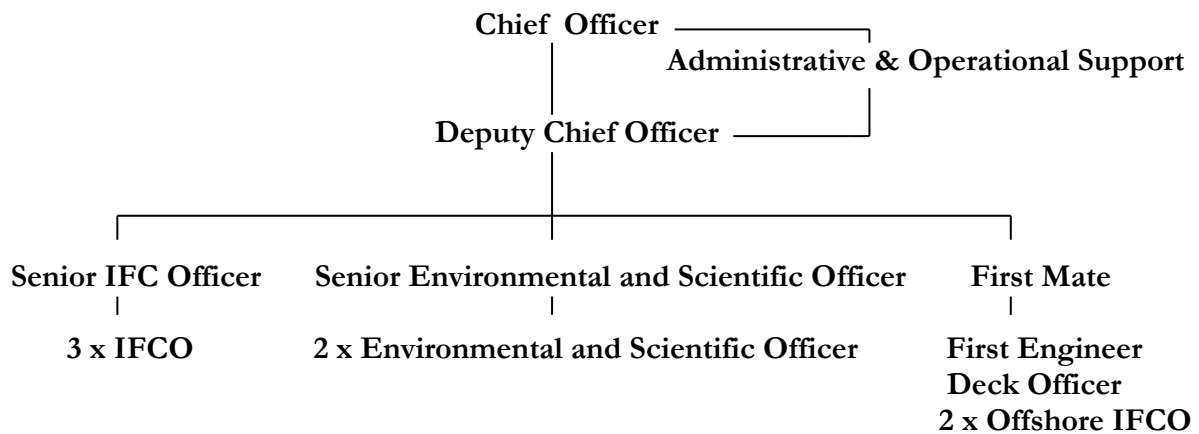 Chief Officer
Administrative & Operational Support
Deputy Chief Officer
Senior IFC Officer
Senior Environmental and Scientific Officer
First Mate
3 x IFCO
2 x Environmental and Scientific Officer
First Engineer
Deck Officer
2 x Offshore IFCO